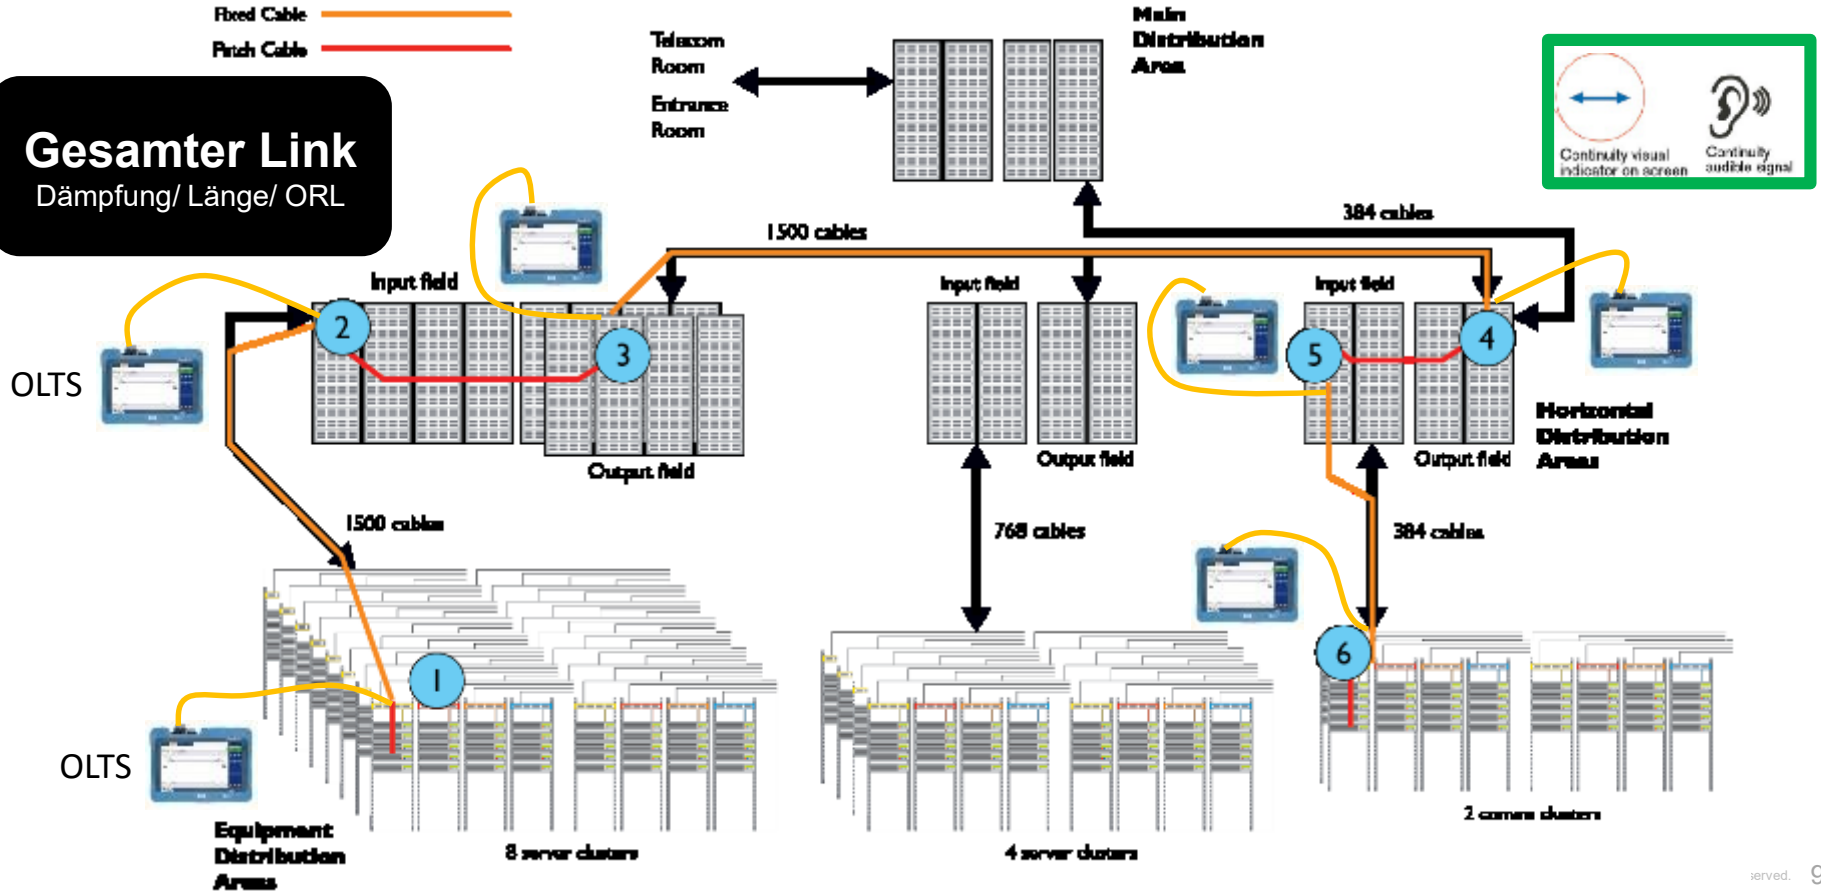 Fixed Cable
Patch Cable
Gesamter Link
Dämpfung/ Länge/ ORL
Telecom
Room
Entrance
Room
Main
Distribution
Area
Continuity visual
indicator on screen
Continuity
audible signal
384 cables
1500 cables
Input field
Input field
Input field
2
3
4
5
OLTS
Output field
Output field
Output field
Horizontal
Distribution
Areas
1500 cables
768 cables
384 cables
1
6
OLTS
Equipment
Distribution
Areas
8 server clusters
4 server clusters
2 comms clusters
served.
9